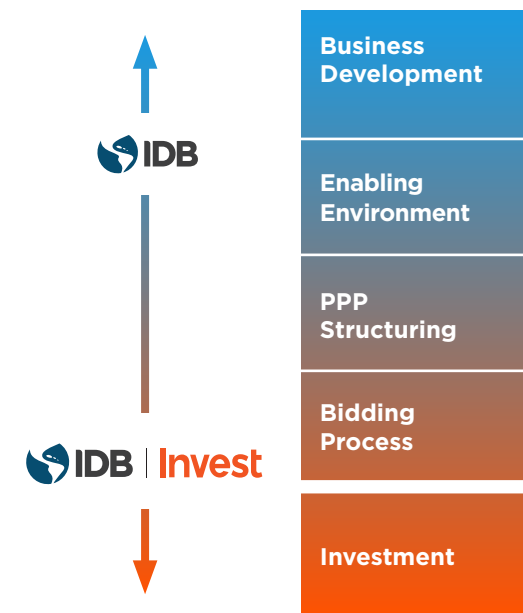 Business
Development
IDB
Enabling
Environment
PPP
Structuring
Bidding
Process
IDB | Invest
Investment